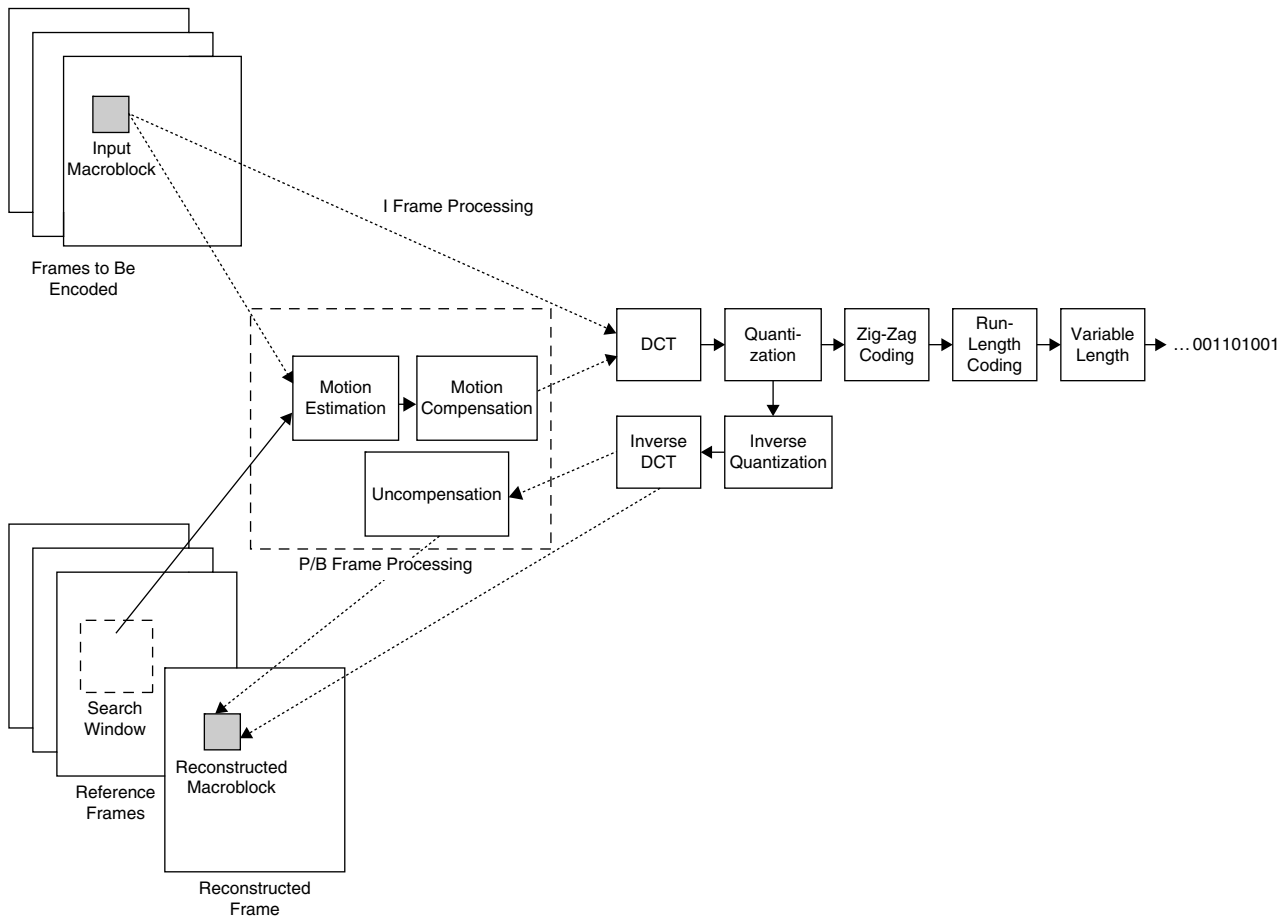 Input
Macroblock
Frames to Be
Encoded
I Frame Processing
DCT
Quanti-
zation
Zig-Zag
Coding
Run-
Length
Coding
Variable
Length
...001101001
Motion
Estimation
Motion
Compensation
Inverse
DCT
Inverse
Quantization
Uncompensation
P/B Frame Processing
Search
Window
Reference
Frames
Reconstructed
Macroblock
Reconstructed
Frame